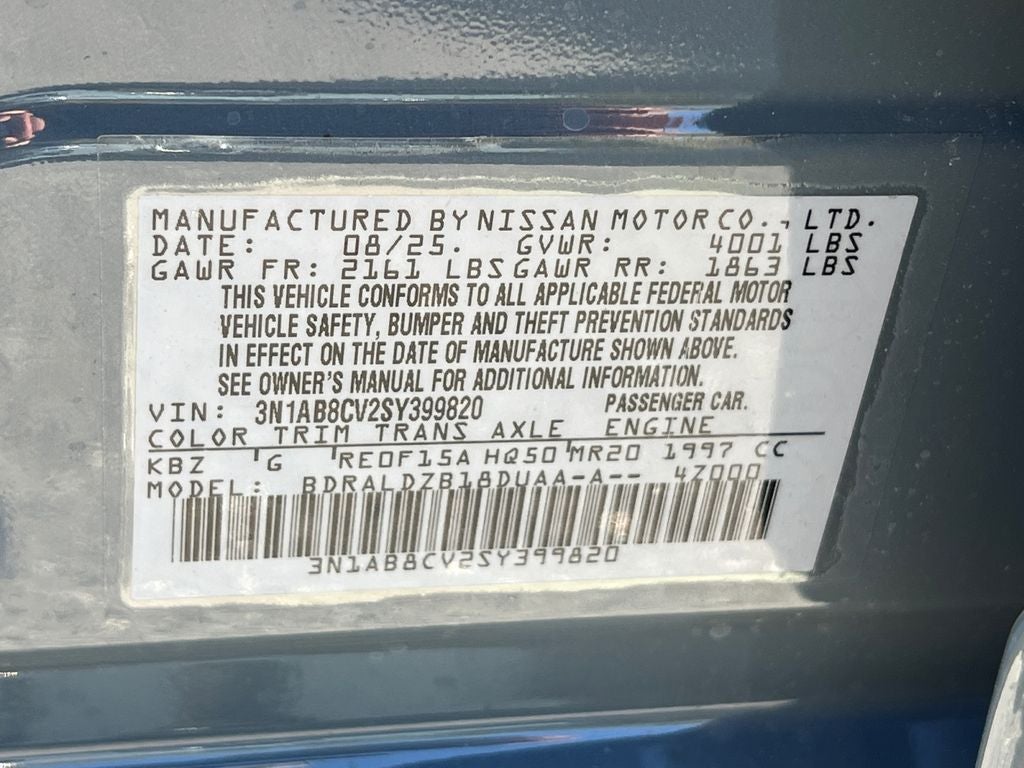 MANUFACTURED BY NISSAN MOTOR CO., LTD.
DATE: 08/25. GVWR: 4001 LBS
GAWR FR: 2161 LBS GAWR RR: 1863 LBS
THIS VEHICLE CONFORMS TO ALL APPLICABLE FEDERAL MOTOR
VEHICLE SAFETY, BUMPER AND THEFT PREVENTION STANDARDS
IN EFFECT ON THE DATE OF MANUFACTURE SHOWN ABOVE.
SEE OWNER'S MANUAL FOR ADDITIONAL INFORMATION.
VIN: 3N1AB8CV2SY399820 PASSENGER CAR.
COLOR TRIM TRANS AXLE ENGINE
KBZ 'G 'RE0F15A HQ50 'MR20 1997 CC
MODEL: BDRALDZB18DUAA-A-- 4Z000
3N1AB8CV2SY399820